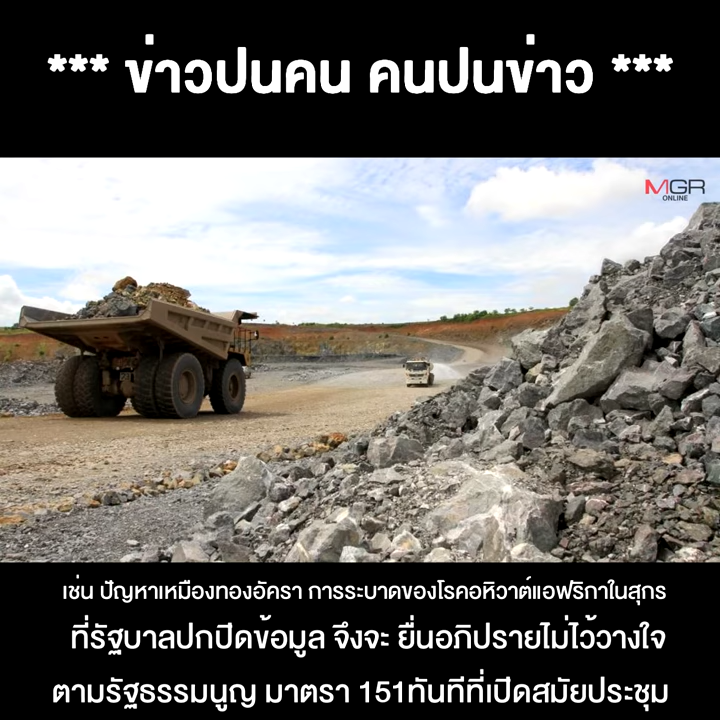 *** ข่าวปนคน คนปนข่าว ***
MGR
ONLINE
เช่น ปัญหาเหมืองทองอัครา การระบาดของโรคอหิวาต์แอฟริกาในสุกร
ที่รัฐบาลปกปิดข้อมูล จึงจะ ยื่นอภิปรายไม่ไว้วางใจ
ตามรัฐธรรมนูญ มาตรา 151ทันทีที่เปิดสมัยประชุม